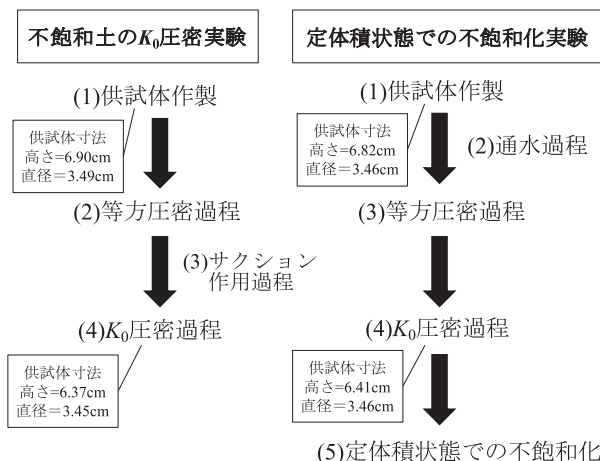 不飽和土のK₀圧密実験
(1)供試体作製
供試体寸法
高さ=6.90cm
直径＝3.49cm
(2)等方圧密過程
(3)サクション
作用過程
(4)K₀圧密過程
供試体寸法
高さ=6.37cm
直径＝3.45cm
定体積状態での不飽和化実験
(1)供試体作製
供試体寸法
高さ=6.82cm
直径＝3.46cm
(2)通水過程
(3)等方圧密過程
(4)K₀圧密過程
供試体寸法
高さ=6.41cm
直径＝3.46cm
(5)定体積状態での不飽和化